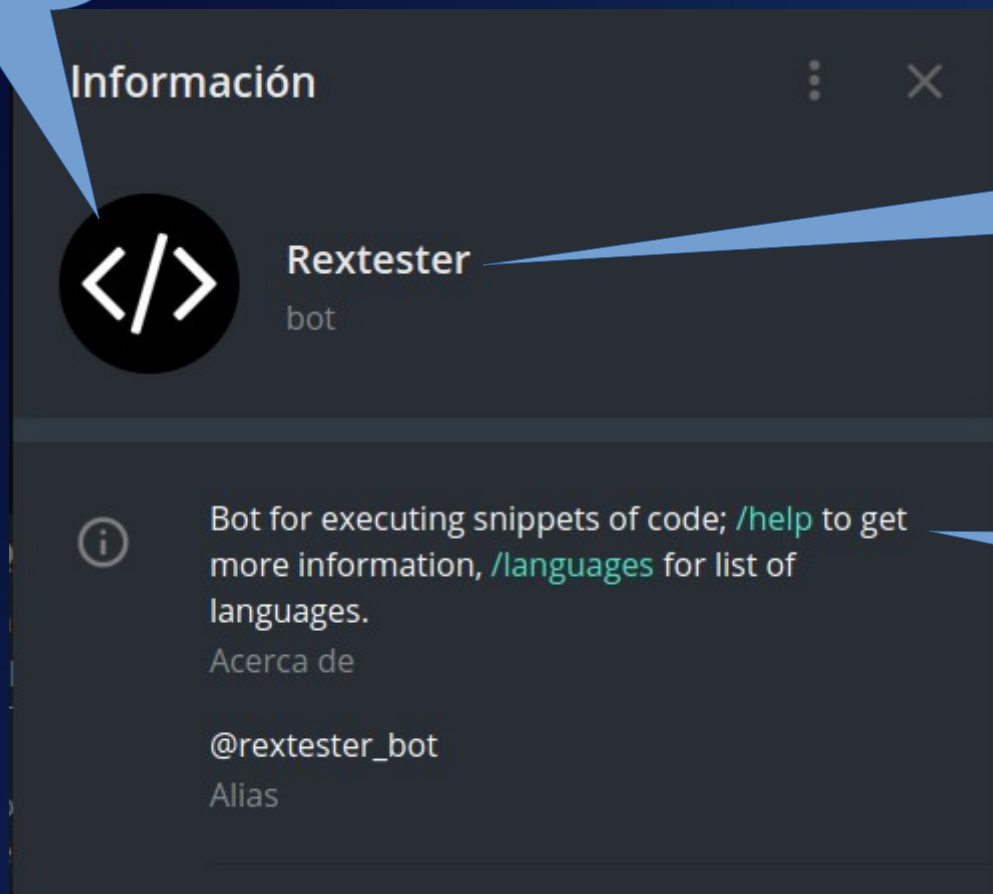 Información
</>
Rextester
bot
Bot for executing snippets of code; /help to get
more information, /languages for list of
languages.
Acerca de
@rextester_bot
Alias